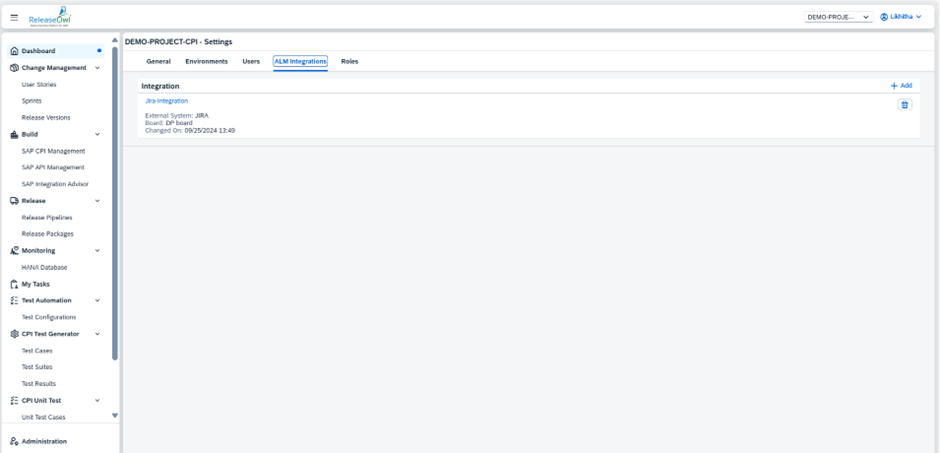 ReleaseOwl
DEMO-PROJE...
Likhitha
DEMO-PROJECT-CPI - Settings
General
Environments
Users
ALM Integrations
Roles
Integration
Add
Jira-Integration
External System: JIRA
Board: DP board
Changed On: 09/25/2024 13:49
Dashboard
Change Management
User Stories
Sprints
Release Versions
Build
SAP CPI Management
SAP API Management
SAP Integration Advisor
Release
Release Pipelines
Release Packages
Monitoring
HANA Database
My Tasks
Test Automation
Test Configurations
CPI Test Generator
Test Cases
Test Suites
Test Results
CPI Unit Test
Unit Test Cases
Administration